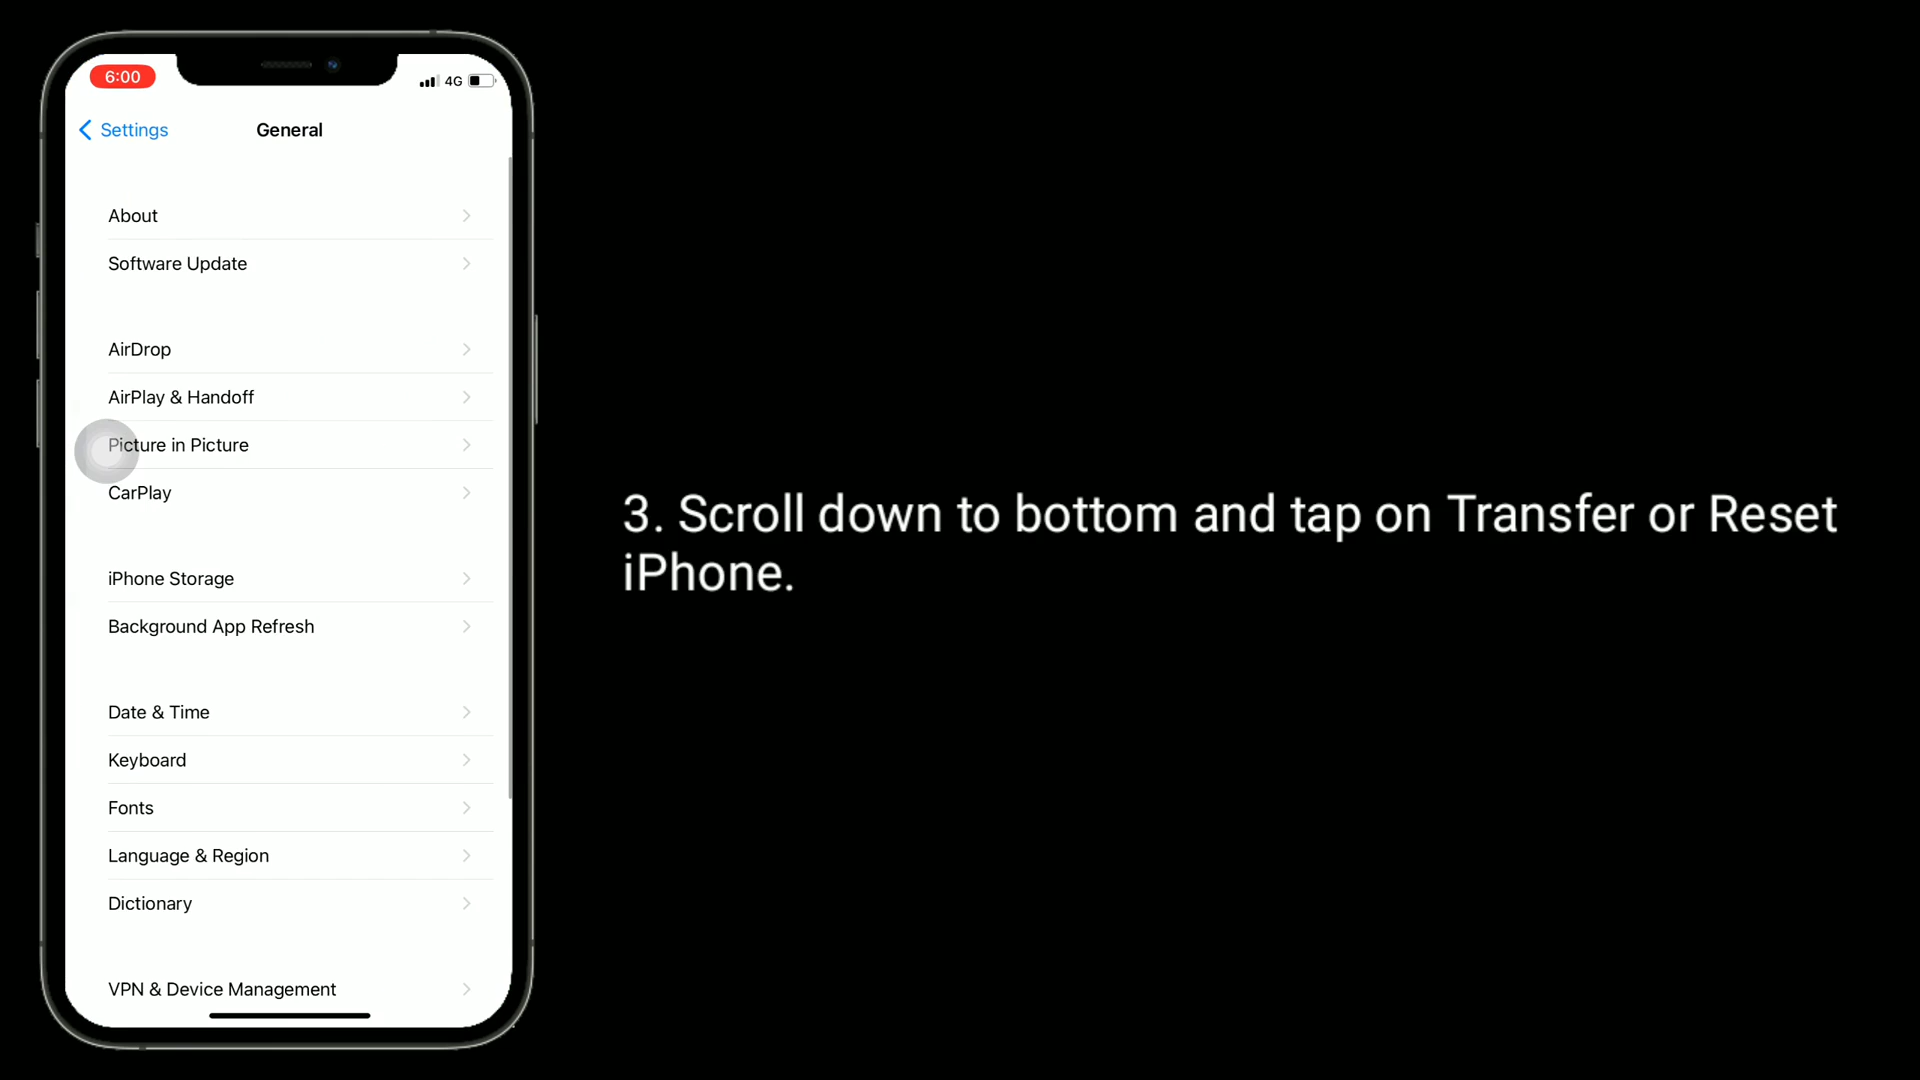 6:00
4G
Settings
General
About
Software Update
AirDrop
AirPlay & Handoff
Picture in Picture
CarPlay
iPhone Storage
Background App Refresh
Date & Time
Keyboard
Fonts
Language & Region
Dictionary
VPN & Device Management
3. Scroll down to bottom and tap on Transfer or Reset
iPhone.